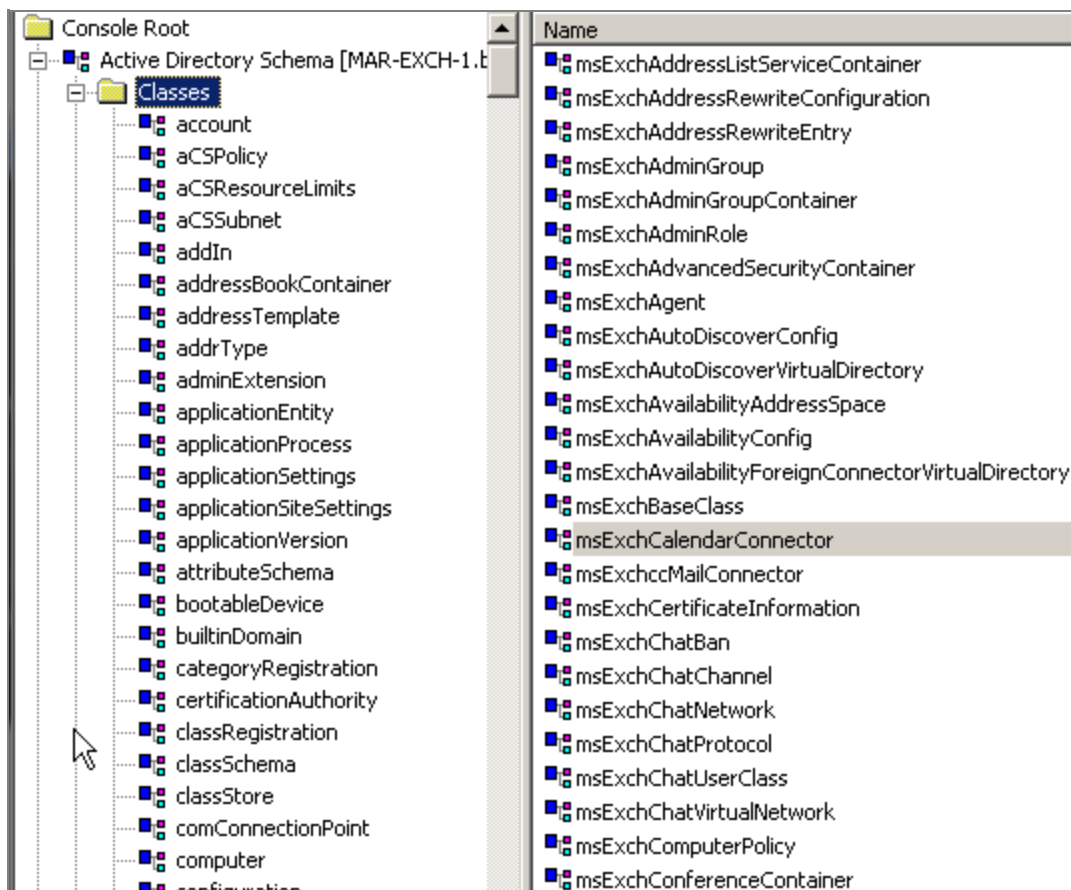 Console Root
Active Directory Schema [MAR-EXCH-1.b
Classes
account
aCSPolicy
aCSResourceLimits
aCSSubnet
addIn
addressBookContainer
addressTemplate
addrType
adminExtension
applicationEntity
applicationProcess
applicationSettings
applicationSiteSettings
applicationVersion
attributeSchema
bootableDevice
builtinDomain
categoryRegistration
certificationAuthority
classRegistration
classSchema
classStore
comConnectionPoint
computer
configuration
Name
msExchAddressListServiceContainer
msExchAddressRewriteConfiguration
msExchAddressRewriteEntry
msExchAdminGroup
msExchAdminGroupContainer
msExchAdminRole
msExchAdvancedSecurityContainer
msExchAgent
msExchAutoDiscoverConfig
msExchAutoDiscoverVirtualDirectory
msExchAvailabilityAddressSpace
msExchAvailabilityConfig
msExchAvailabilityForeignConnectorVirtualDirectory
msExchBaseClass
msExchCalendarConnector
msExchccMailConnector
msExchCertificateInformation
msExchChatBan
msExchChatChannel
msExchChatNetwork
msExchChatProtocol
msExchChatUserClass
msExchChatVirtualNetwork
msExchComputerPolicy
msExchConferenceContainer